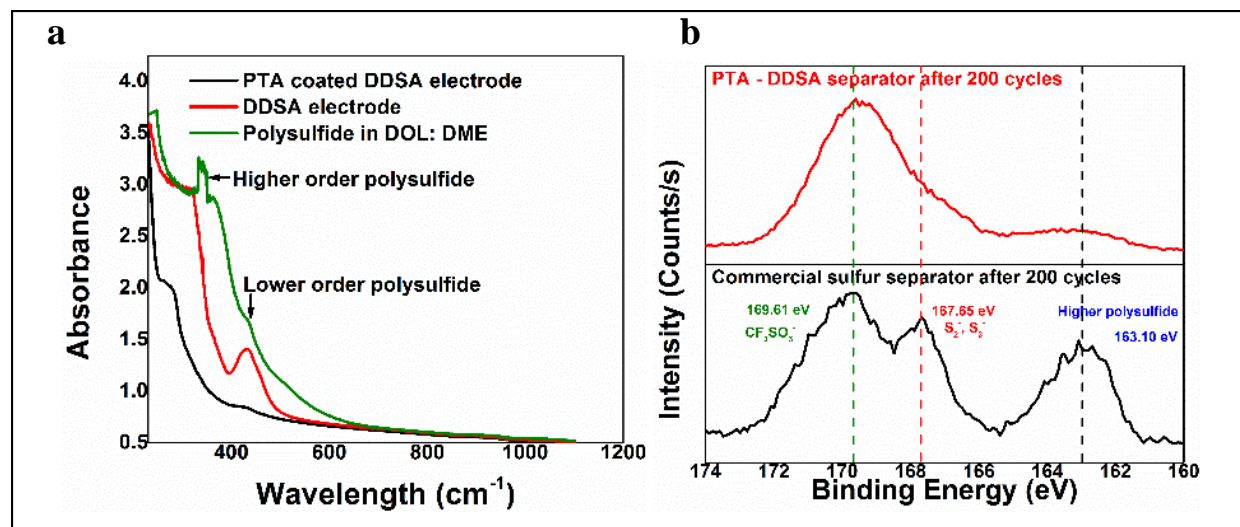 a
4.0
3.5
3.0
2.5
2.0
1.5
1.0
0.5
Absorbance
PTA coated DDSA electrode
DDSA electrode
Polysulfide in DOL: DME
Higher order polysulfide
Lower order polysulfide
400 600 800 1000 1200
Wavelength (cm⁻¹)
b
Intensity (Counts/s)
PTA - DDSA separator after 200 cycles
Commercial sulfur separator after 200 cycles
169.61 eV
CF₃SO₃⁻
167.65 eV
S₂⁻, S₃⁻
Higher polysulfide
163.10 eV
174 172 170 168 166 164 162 160
Binding Energy (eV)